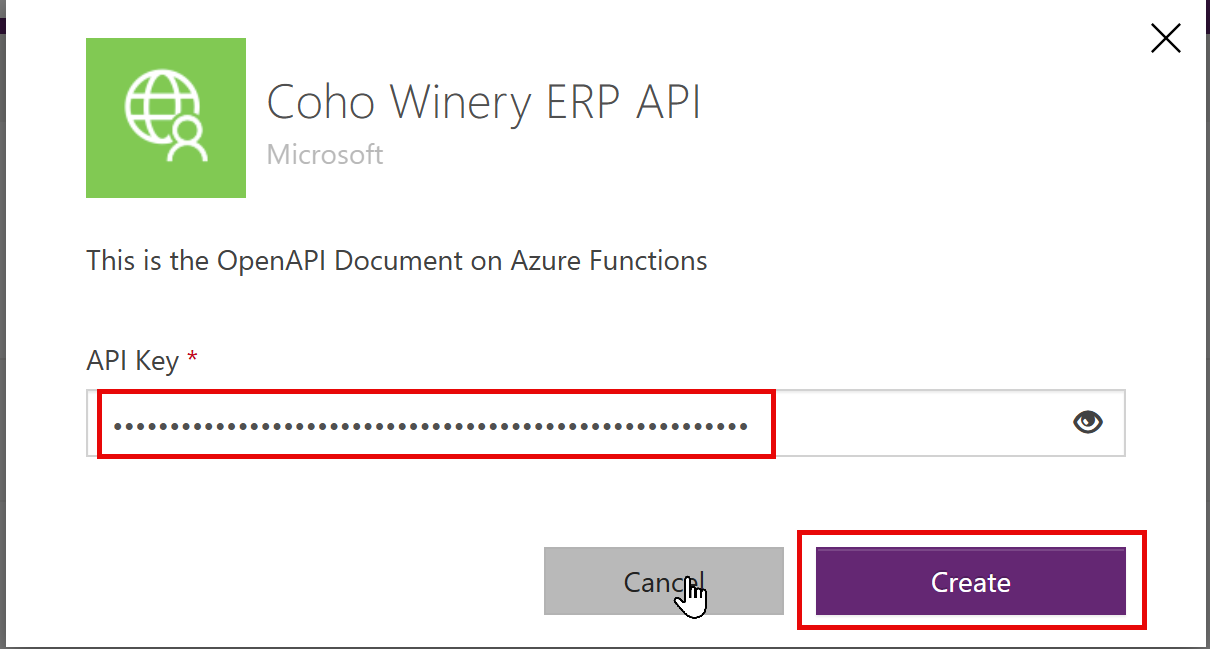 Coho Winery ERP API
Microsoft
This is the OpenAPI Document on Azure Functions
API Key *
Cancel
Create